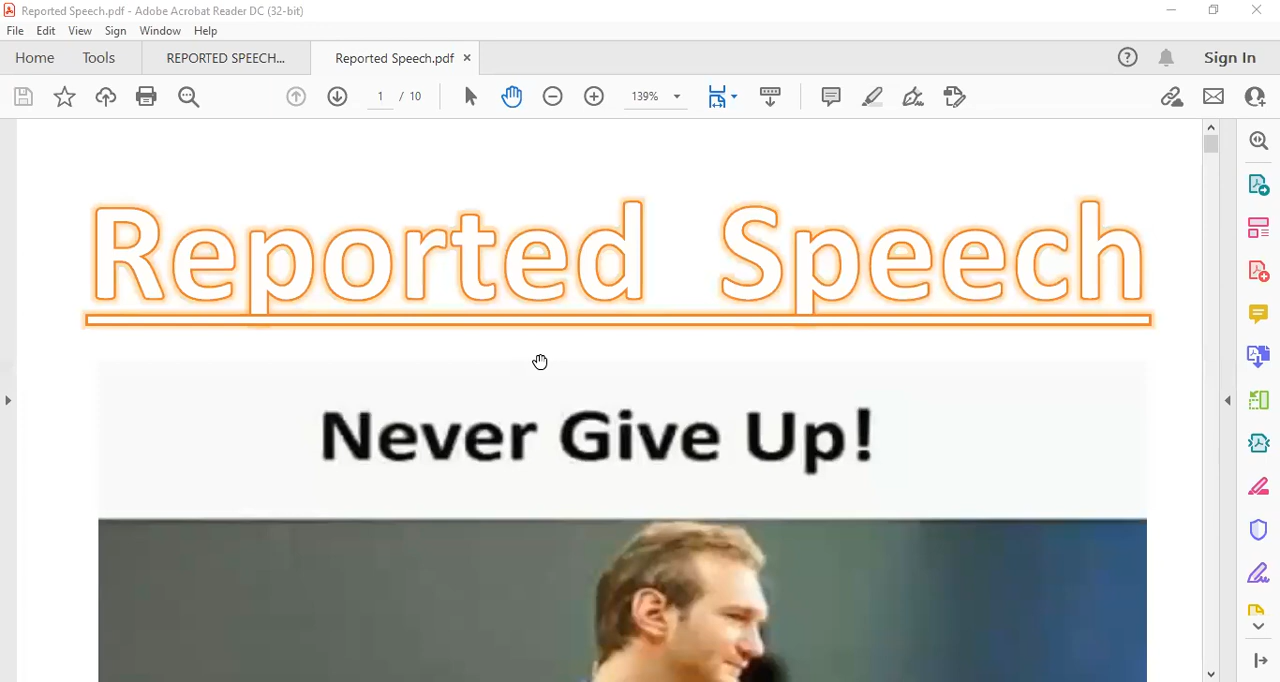 Reported Speech.pdf - Adobe Acrobat Reader DC (32-bit)
File Edit View Sign Window Help
Home Tools REPORTED SPEECH... Reported Speech.pdf Sign In
1 / 10 139%
Reported Speech
Never Give Up!